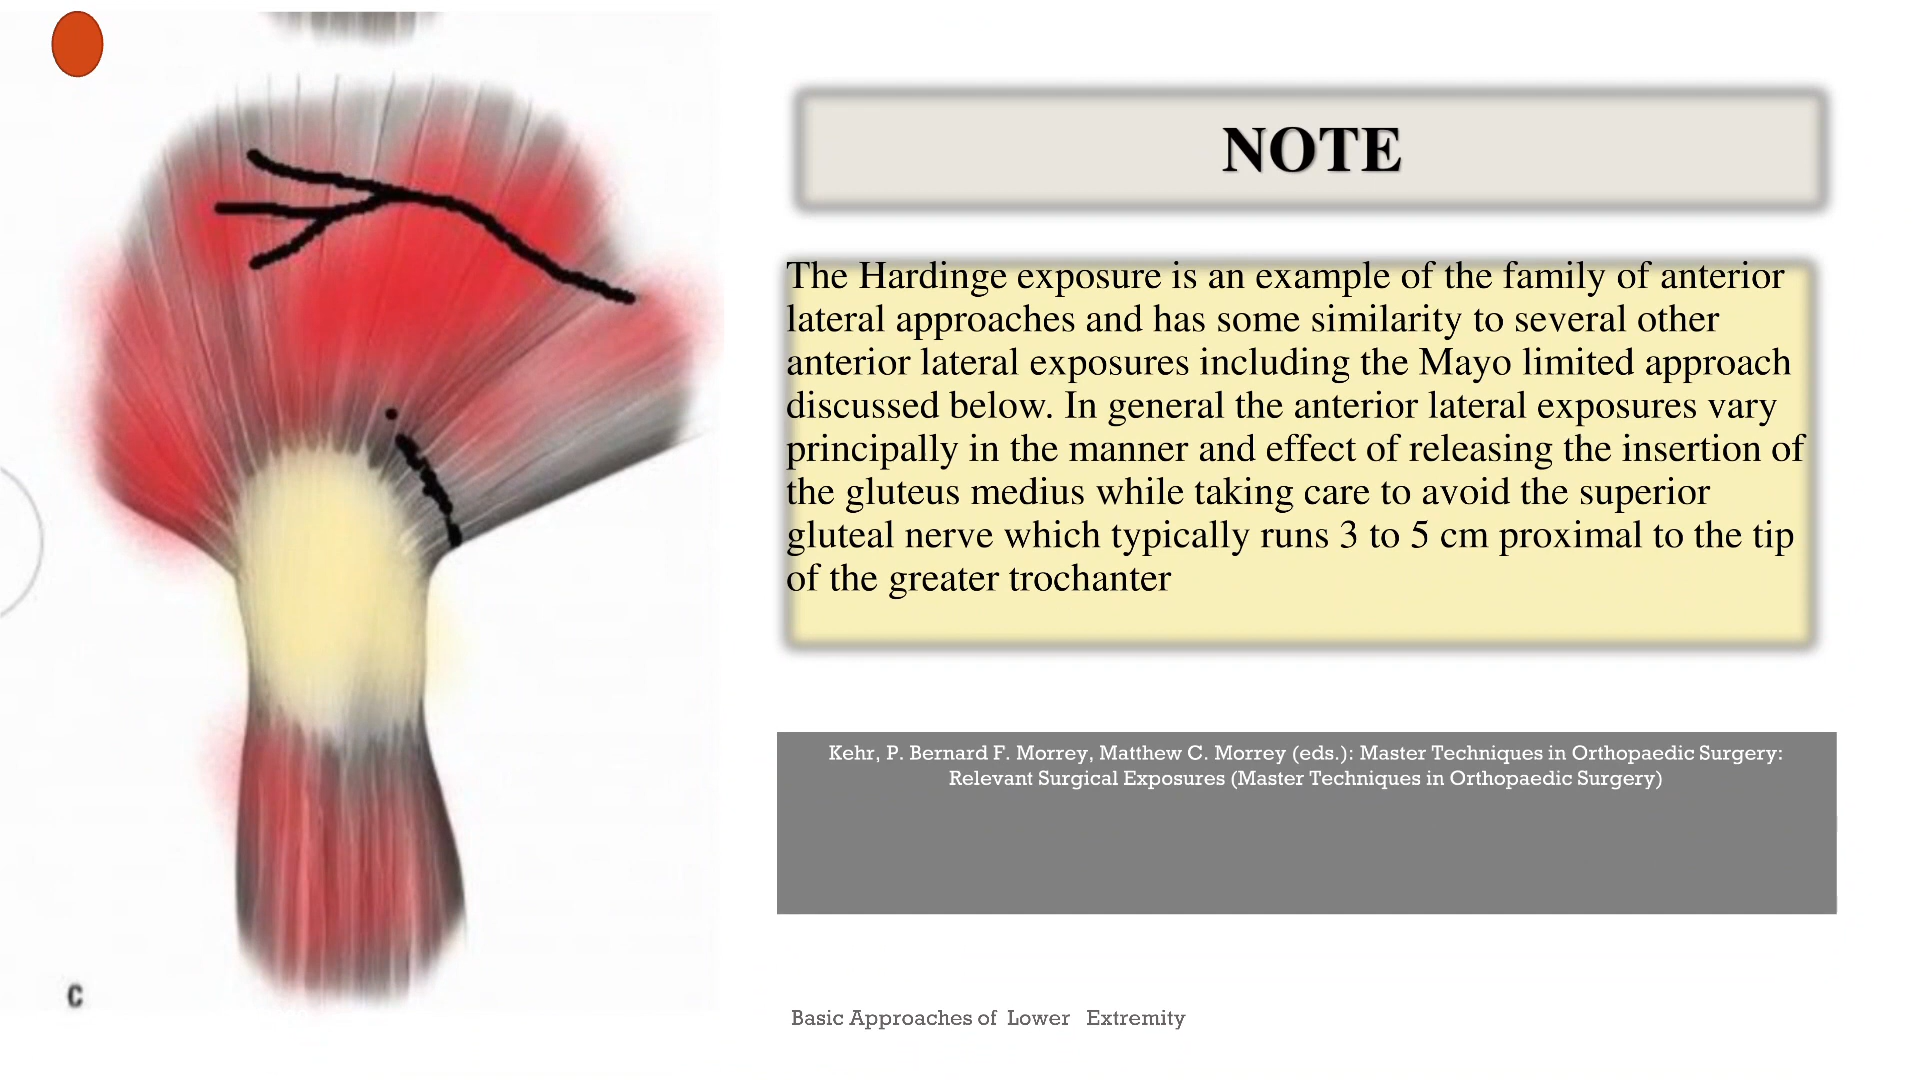 NOTE
The Hardinge exposure is an example of the family of anterior
lateral approaches and has some similarity to several other
anterior lateral exposures including the Mayo limited approach
discussed below. In general the anterior lateral exposures vary
principally in the manner and effect of releasing the insertion of
the gluteus medius while taking care to avoid the superior
gluteal nerve which typically runs 3 to 5 cm proximal to the tip
of the greater trochanter
Kehr, P. Bernard F. Morrey, Matthew C. Morrey (eds.): Master Techniques in Orthopaedic Surgery:
Relevant Surgical Exposures (Master Techniques in Orthopaedic Surgery)
C
Basic Approaches of Lower Extremity